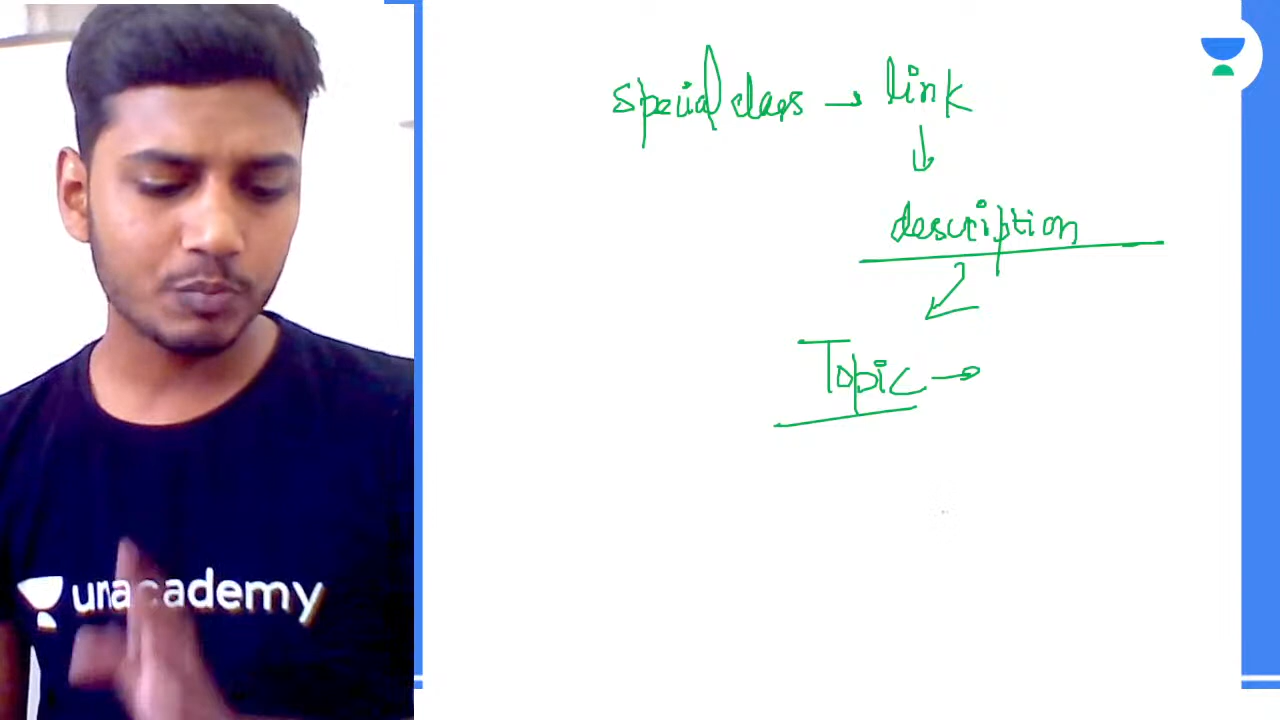 special class → link
↓
description
Topic →
unacademy